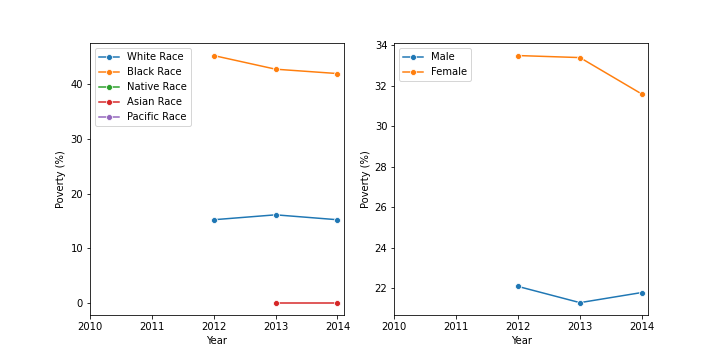 White Race
Black Race
Native Race
Asian Race
Pacific Race
40
30
20
10
0
Poverty (%)
2010 2011 2012 2013 2014
Year
Male
Female
34
32
30
28
26
24
22
Poverty (%)
2010 2011 2012 2013 2014
Year